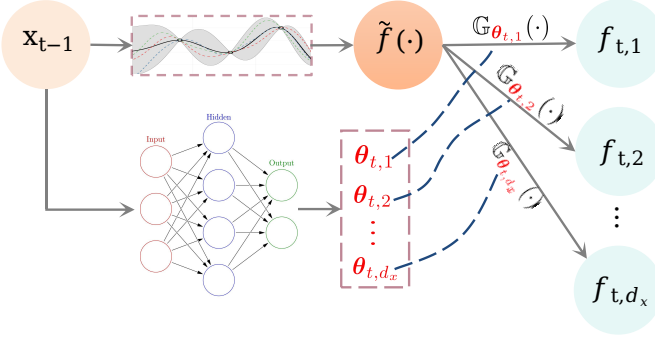 x_{t−1}
f̃(·)
𝔾_{θ_{t,1}}(·)
f_{t,1}
𝔾_{θ_{t,2}}(·)
f_{t,2}
𝔾_{θ_{t,d_x}}(·)
⋮
f_{t,d_x}
Input
Hidden
Output
θ_{t,1}
θ_{t,2}
⋮
θ_{t,d_x}